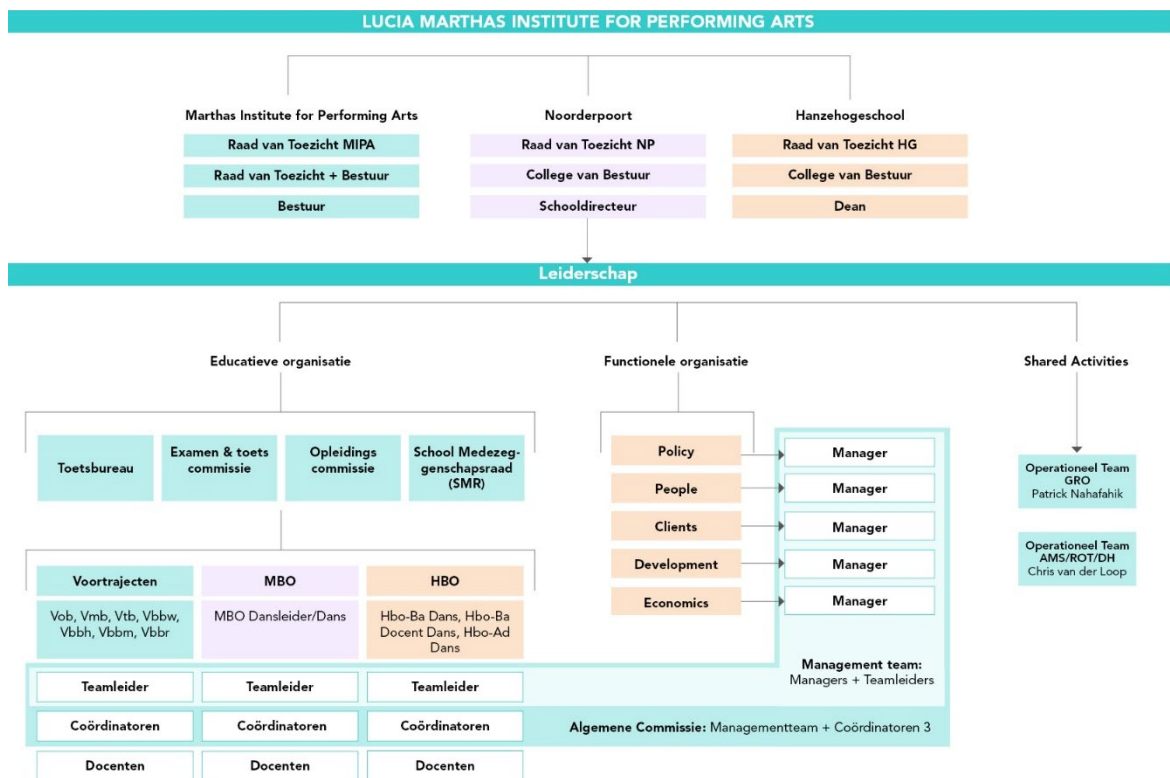 LUCIA MARTHAS INSTITUTE FOR PERFORMING ARTS
Marthas Institute for Performing Arts
Raad van Toezicht MIPA
Raad van Toezicht + Bestuur
Bestuur
Noorderpoort
Raad van Toezicht NP
College van Bestuur
Schooldirecteur
Hanzehogeschool
Raad van Toezicht HG
College van Bestuur
Dean
Leiderschap
Educatieve organisatie
Toetsbureau
Examen & toets
commissie
Opleidings
commissie
School Medezeg-
genschapsraad
(SMR)
Voortrajecten
Vob, Vmb, Vtb, Vbbw,
Vbbh, Vbbm, Vbbr
Teamleider
Coördinatoren
Docenten
MBO
MBO Dansleider/Dans
Teamleider
Coördinatoren
Docenten
HBO
Hbo-Ba Dans, Hbo-Ba
Docent Dans, Hbo-Ad
Dans
Teamleider
Coördinatoren
Docenten
Functionele organisatie
Policy
Manager
People
Manager
Clients
Manager
Development
Manager
Economics
Manager
Management team:
Managers + Teamleiders
Algemene Commissie: Managementteam + Coördinatoren 3
Shared Activities
Operationeel Team
GRO
Patrick Nahafahik
Operationeel Team
AMS/ROT/DH
Chris van der Loop